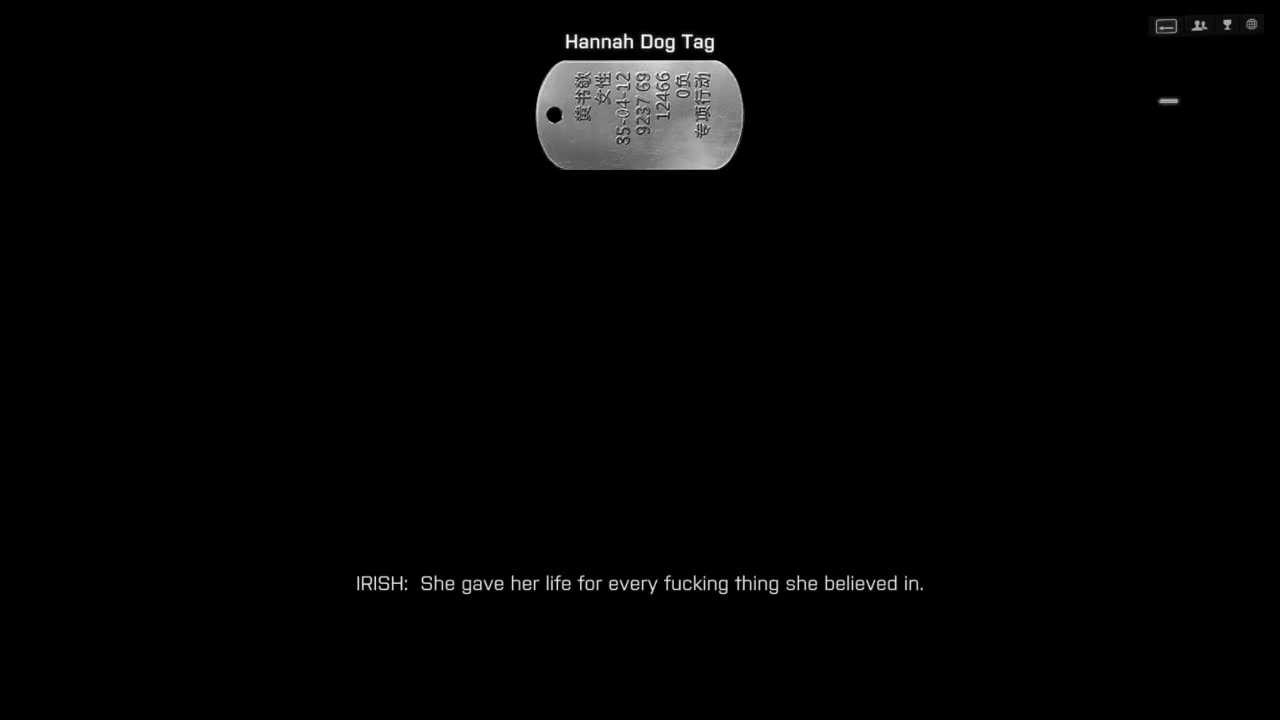 Hannah Dog Tag
黄书歆
女性
35-04-12
9237 69
12466
O负
专项行动
IRISH: She gave her life for every fucking thing she believed in.